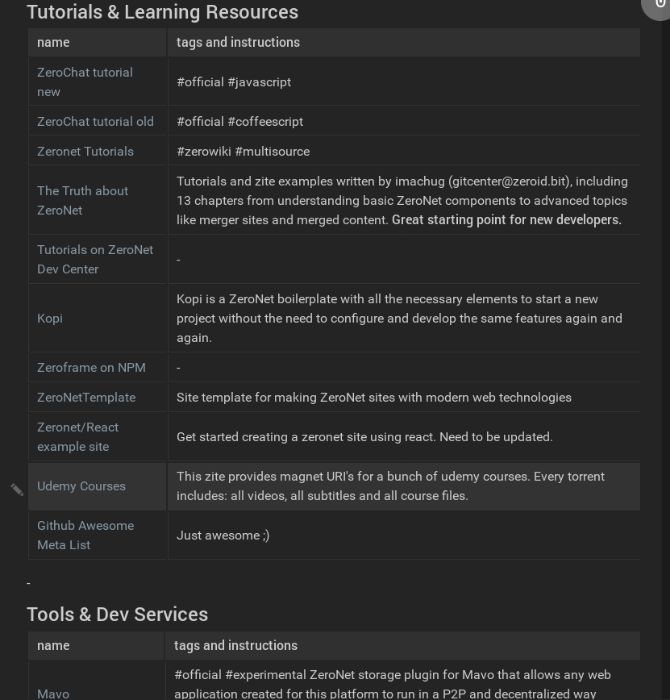 Tutorials & Learning Resources
name tags and instructions
ZeroChat tutorial
new
#official #javascript
ZeroChat tutorial old #official #coffeescript
Zeronet Tutorials #zerowiki #multisource
The Truth about
ZeroNet
Tutorials and zite examples written by imachug (gitcenter@zeroid.bit), including
13 chapters from understanding basic ZeroNet components to advanced topics
like merger sites and merged content. Great starting point for new developers.
Tutorials on ZeroNet
Dev Center
-
Kopi
Kopi is a ZeroNet boilerplate with all the necessary elements to start a new
project without the need to configure and develop the same features again and
again.
Zeroframe on NPM -
ZeroNetTemplate Site template for making ZeroNet sites with modern web technologies
Zeronet/React
example site
Get started creating a zeronet site using react. Need to be updated.
Udemy Courses
This zite provides magnet URI's for a bunch of udemy courses. Every torrent
includes: all videos, all subtitles and all course files.
Github Awesome
Meta List
Just awesome ;)
-
Tools & Dev Services
name tags and instructions
Mavo
#official #experimental ZeroNet storage plugin for Mavo that allows any web
application created for this platform to run in a P2P and decentralized way